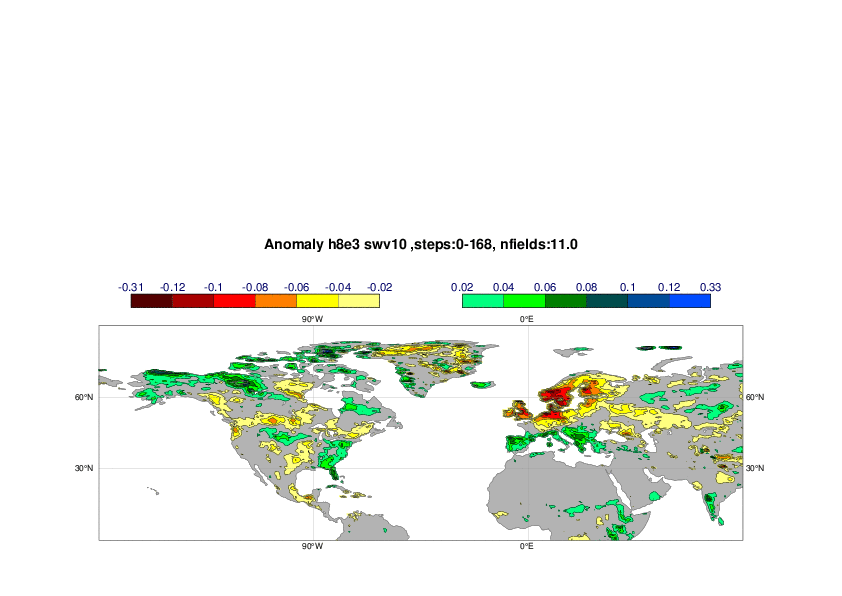 Anomaly h8e3 swv10 ,steps:0-168, nfields:11.0
-0.31 -0.12 -0.1 -0.08 -0.06 -0.04 -0.02 0.02 0.04 0.06 0.08 0.1 0.12 0.33
90°W 0°E
60°N 60°N
30°N 30°N
90°W 0°E